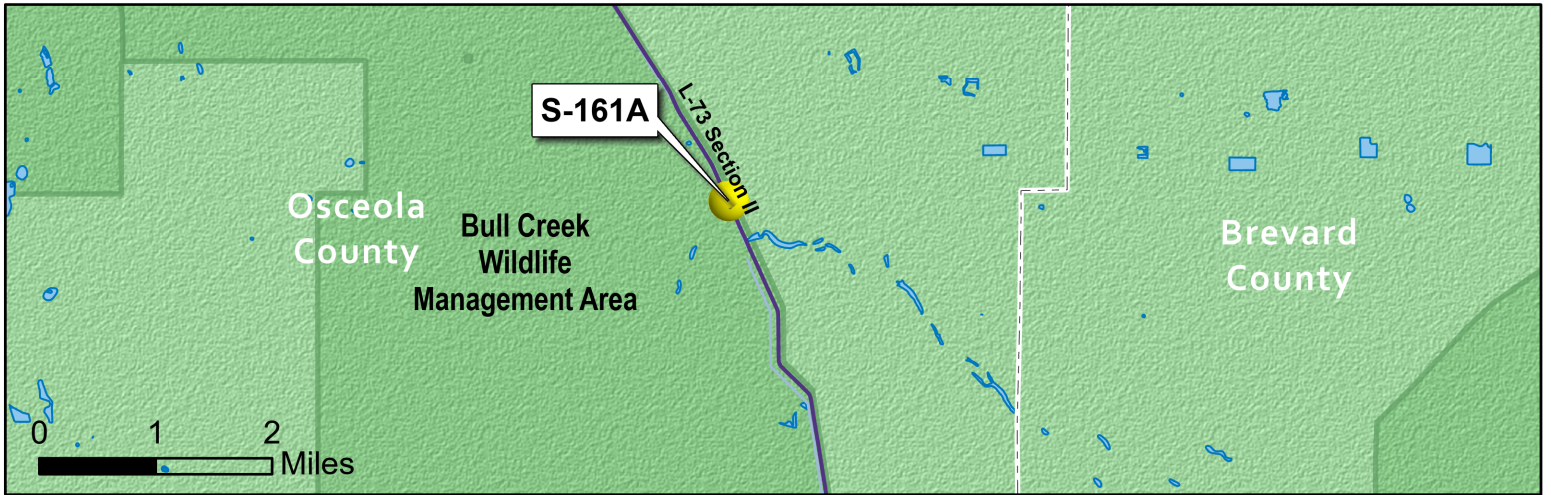 S-161A
L-73 Section II
Osceola
County
Bull Creek
Wildlife
Management Area
Brevard
County
0 1 2
Miles